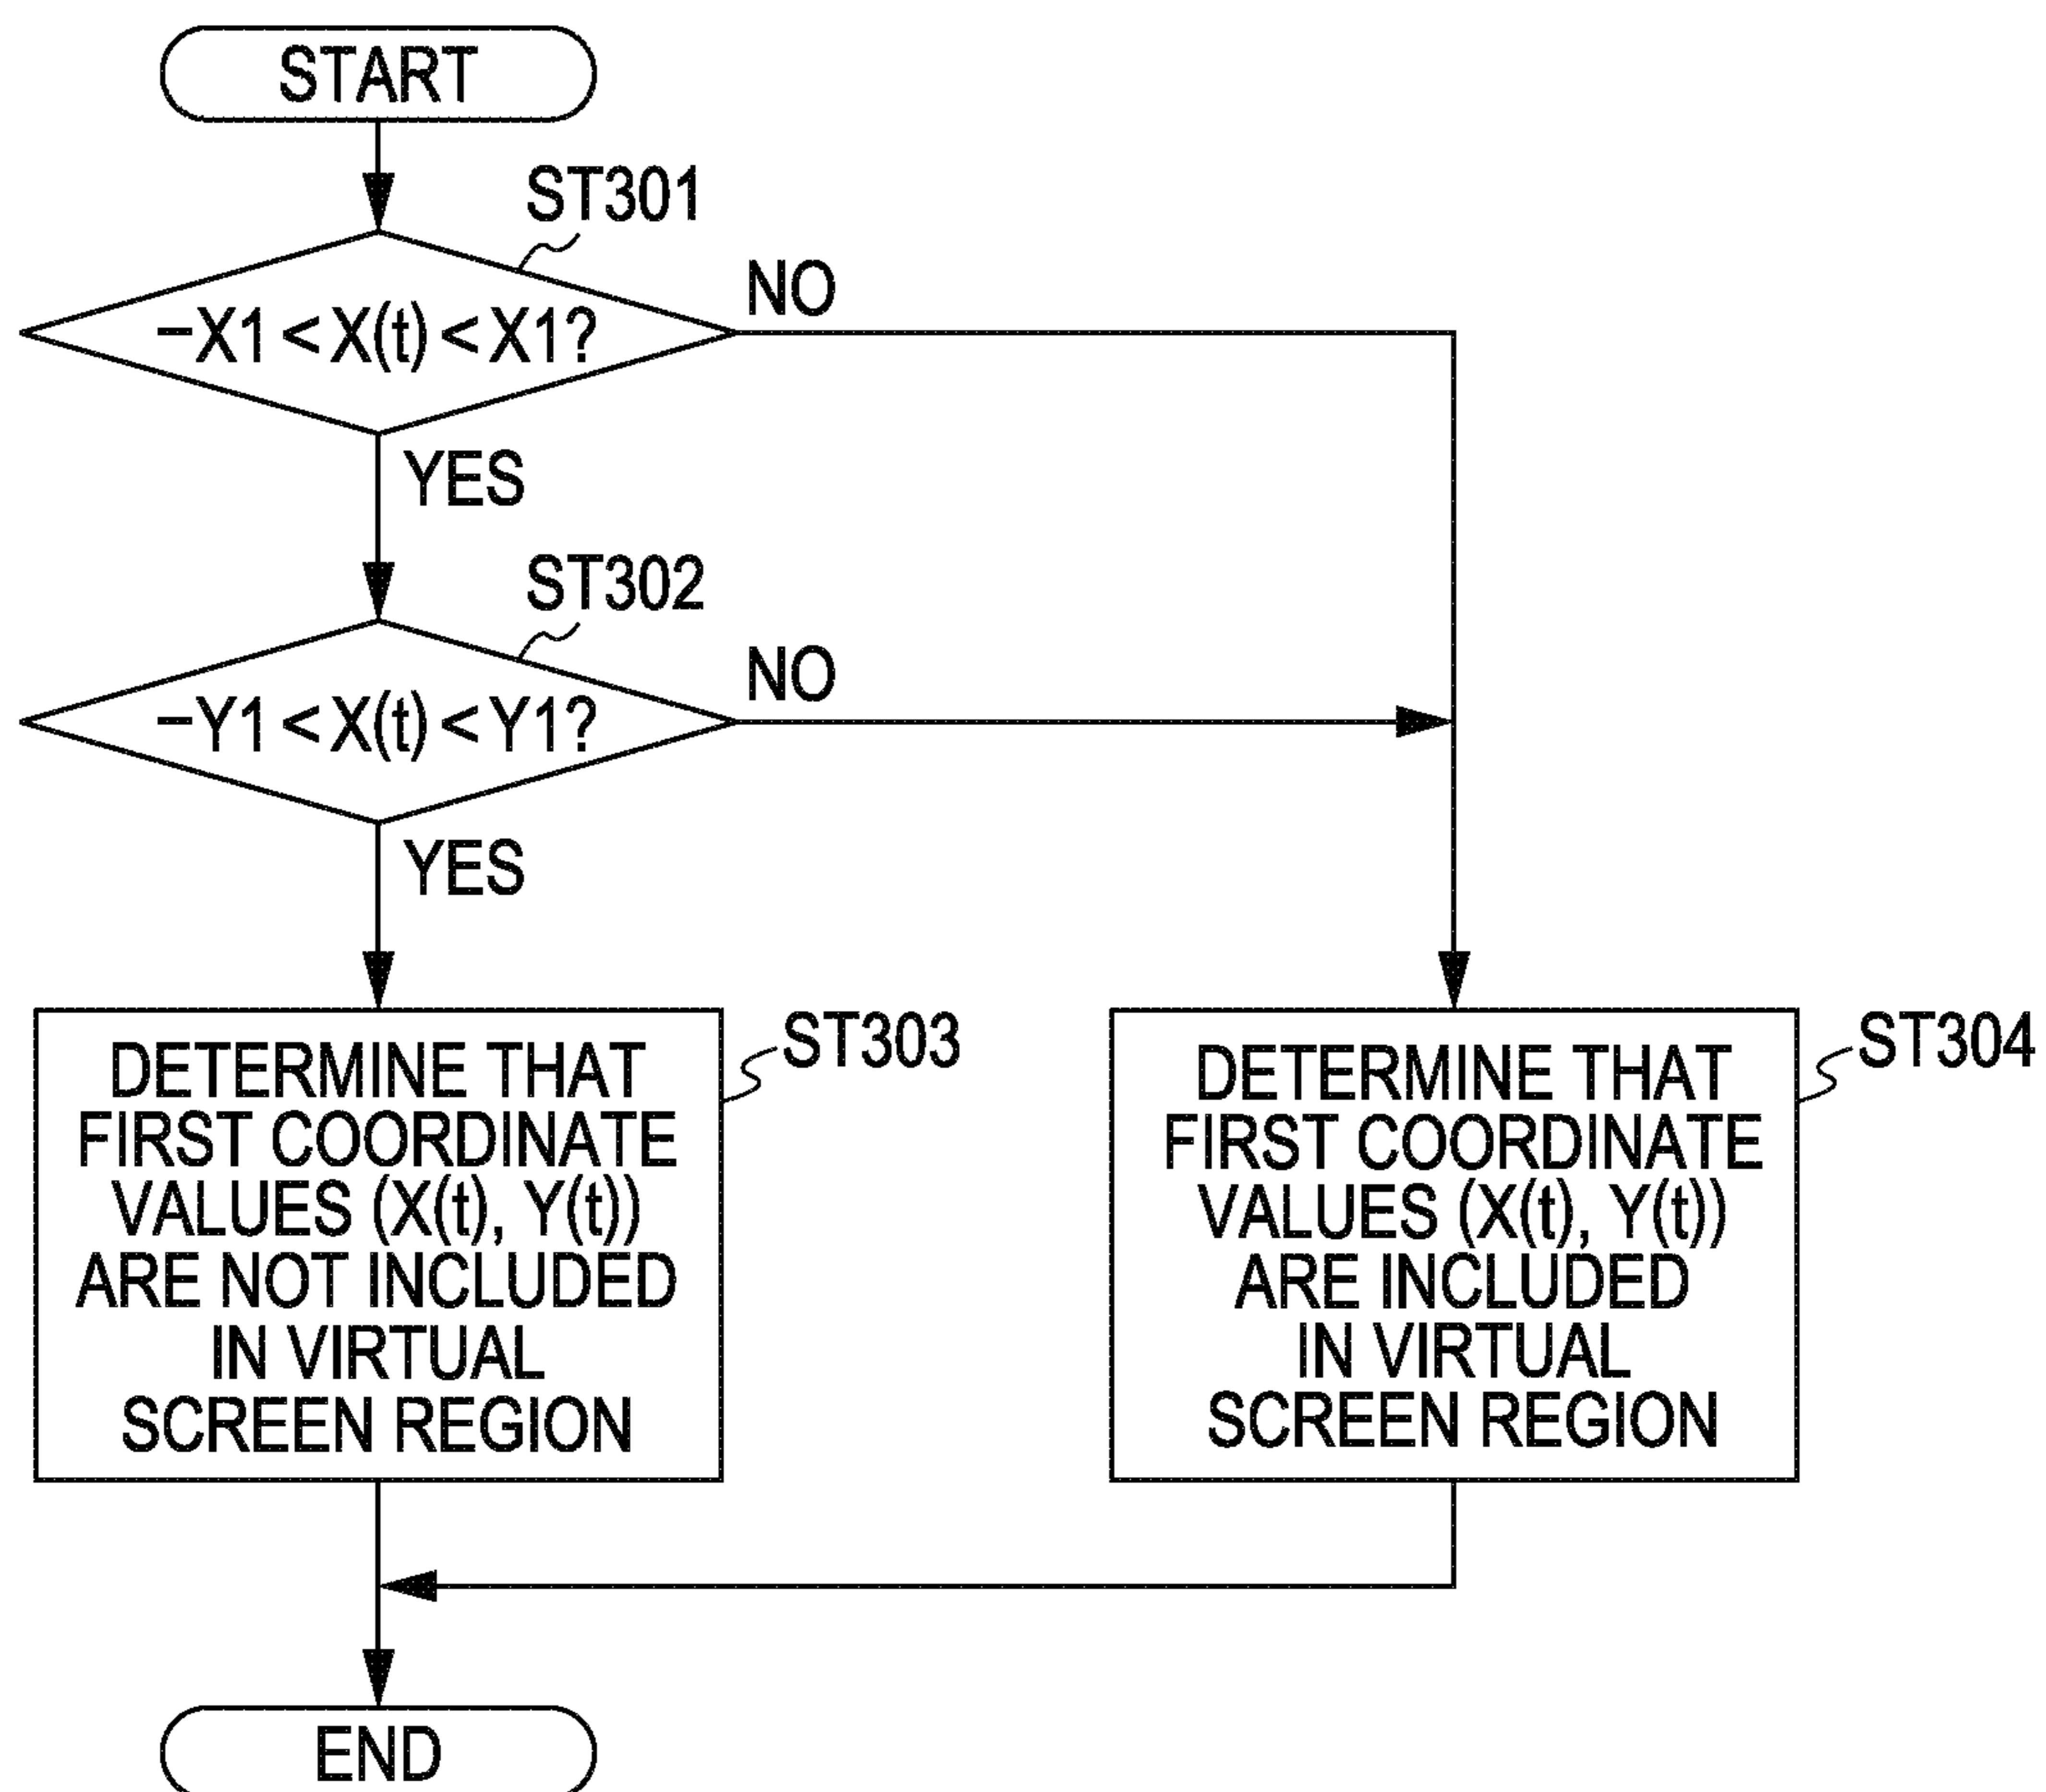 START
ST301
−X1 < X(t) < X1?
NO
YES
ST302
−Y1 < X(t) < Y1?
NO
YES
ST303
DETERMINE THAT
FIRST COORDINATE
VALUES (X(t), Y(t))
ARE NOT INCLUDED
IN VIRTUAL
SCREEN REGION
ST304
DETERMINE THAT
FIRST COORDINATE
VALUES (X(t), Y(t))
ARE INCLUDED
IN VIRTUAL
SCREEN REGION
END